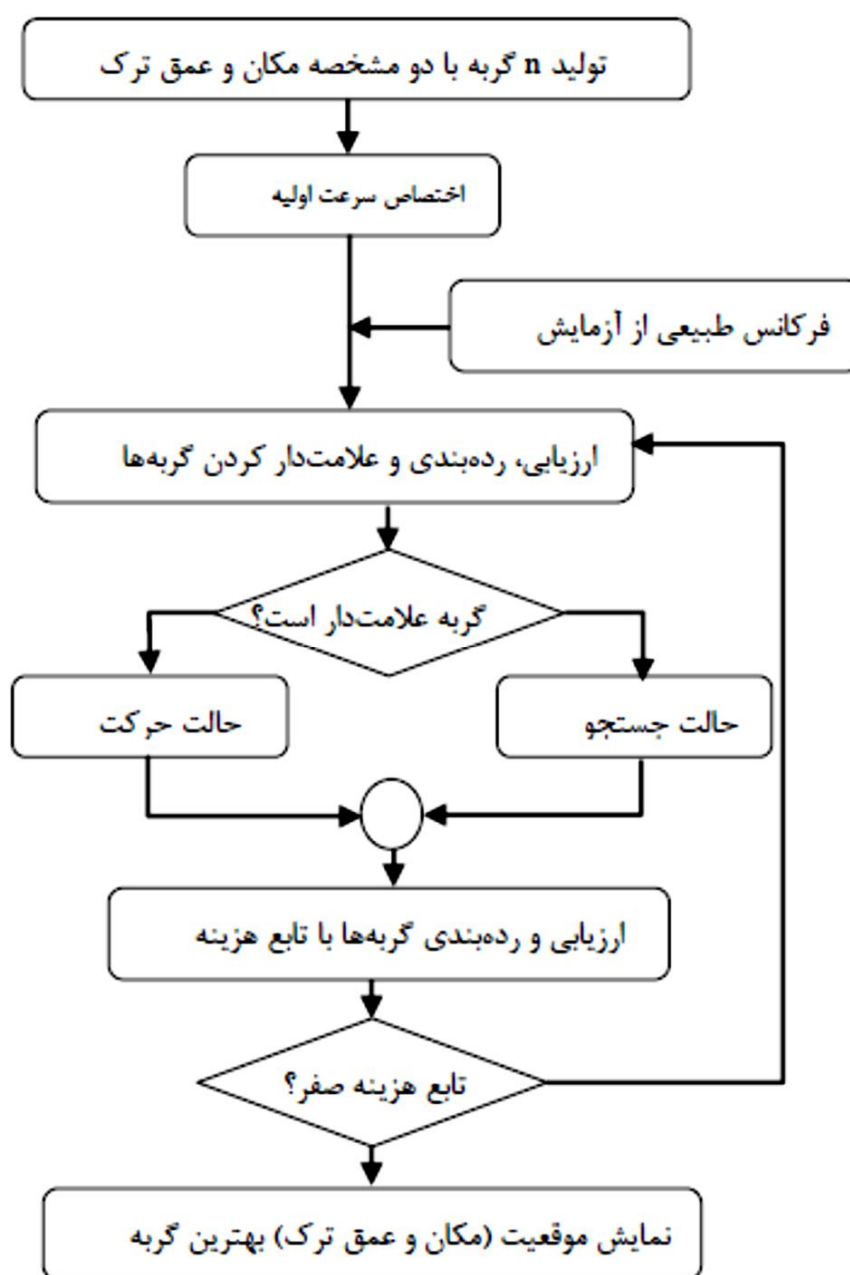 تولید n گربه با دو مشخصه مکان و عمق ترک
اختصاص سرعت اولیه
فرکانس طبیعی از آزمایش
ارزیابی، رده‌بندی و علامت‌دار کردن گربه‌ها
گربه علامت‌دار است؟
حالت جستجو
حالت حرکت
ارزیابی و رده‌بندی گربه‌ها با تابع هزینه
تابع هزینه صفر؟
نمایش موقعیت (مکان و عمق ترک) بهترین گربه